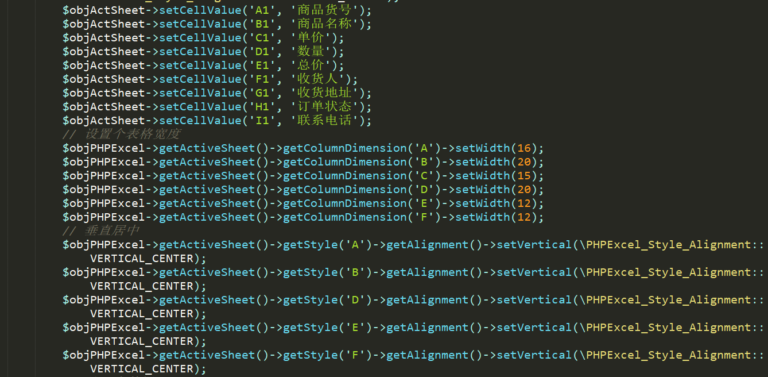 $objActSheet->setCellValue('A1', '商品货号');
$objActSheet->setCellValue('B1', '商品名称');
$objActSheet->setCellValue('C1', '单价');
$objActSheet->setCellValue('D1', '数量');
$objActSheet->setCellValue('E1', '总价');
$objActSheet->setCellValue('F1', '收货人');
$objActSheet->setCellValue('G1', '收货地址');
$objActSheet->setCellValue('H1', '订单状态');
$objActSheet->setCellValue('I1', '联系电话');
// 设置个表格宽度
$objPHPExcel->getActiveSheet()->getColumnDimension('A')->setWidth(16);
$objPHPExcel->getActiveSheet()->getColumnDimension('B')->setWidth(20);
$objPHPExcel->getActiveSheet()->getColumnDimension('C')->setWidth(15);
$objPHPExcel->getActiveSheet()->getColumnDimension('D')->setWidth(20);
$objPHPExcel->getActiveSheet()->getColumnDimension('E')->setWidth(12);
$objPHPExcel->getActiveSheet()->getColumnDimension('F')->setWidth(12);
// 垂直居中
$objPHPExcel->getActiveSheet()->getStyle('A')->getAlignment()->setVertical(\PHPExcel_Style_Alignment::
VERTICAL_CENTER);
$objPHPExcel->getActiveSheet()->getStyle('B')->getAlignment()->setVertical(\PHPExcel_Style_Alignment::
VERTICAL_CENTER);
$objPHPExcel->getActiveSheet()->getStyle('D')->getAlignment()->setVertical(\PHPExcel_Style_Alignment::
VERTICAL_CENTER);
$objPHPExcel->getActiveSheet()->getStyle('E')->getAlignment()->setVertical(\PHPExcel_Style_Alignment::
VERTICAL_CENTER);
$objPHPExcel->getActiveSheet()->getStyle('F')->getAlignment()->setVertical(\PHPExcel_Style_Alignment::
VERTICAL_CENTER);